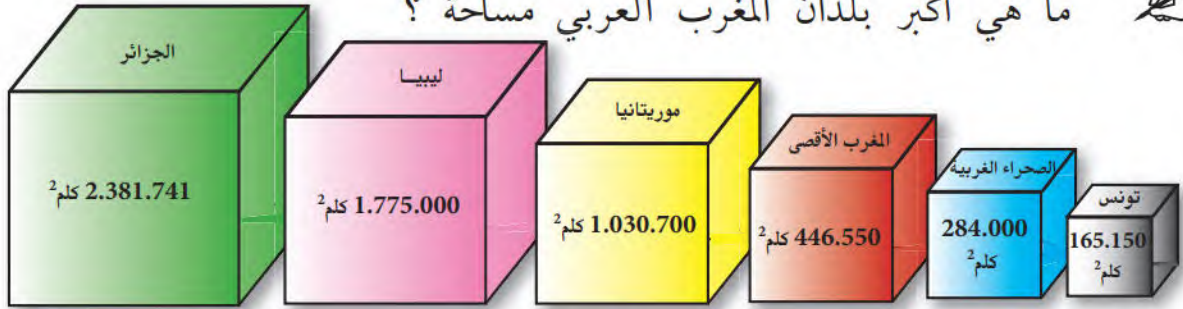 ما هي أكبر بلدان المغرب العربي مساحة ؟
تونس
165.150
كلم²
الصحراء الغربية
284.000
كلم²
المغرب الأقصى
446.550 كلم²
موريتانيا
1.030.700 كلم²
ليبيــا
1.775.000 كلم²
الجزائر
2.381.741 كلم²